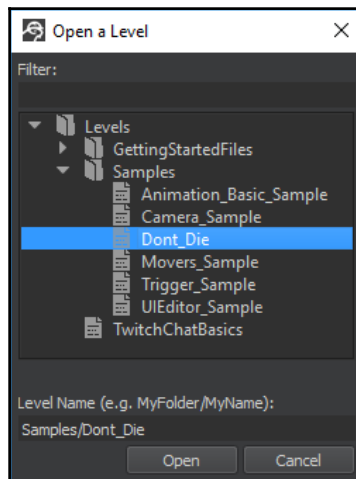 Open a Level
Filter:
Levels
GettingStartedFiles
Samples
Animation_Basic_Sample
Camera_Sample
Dont_Die
Movers_Sample
Trigger_Sample
UIEditor_Sample
TwitchChatBasics
Level Name (e.g. MyFolder/MyName):
Samples/Dont_Die
Open Cancel